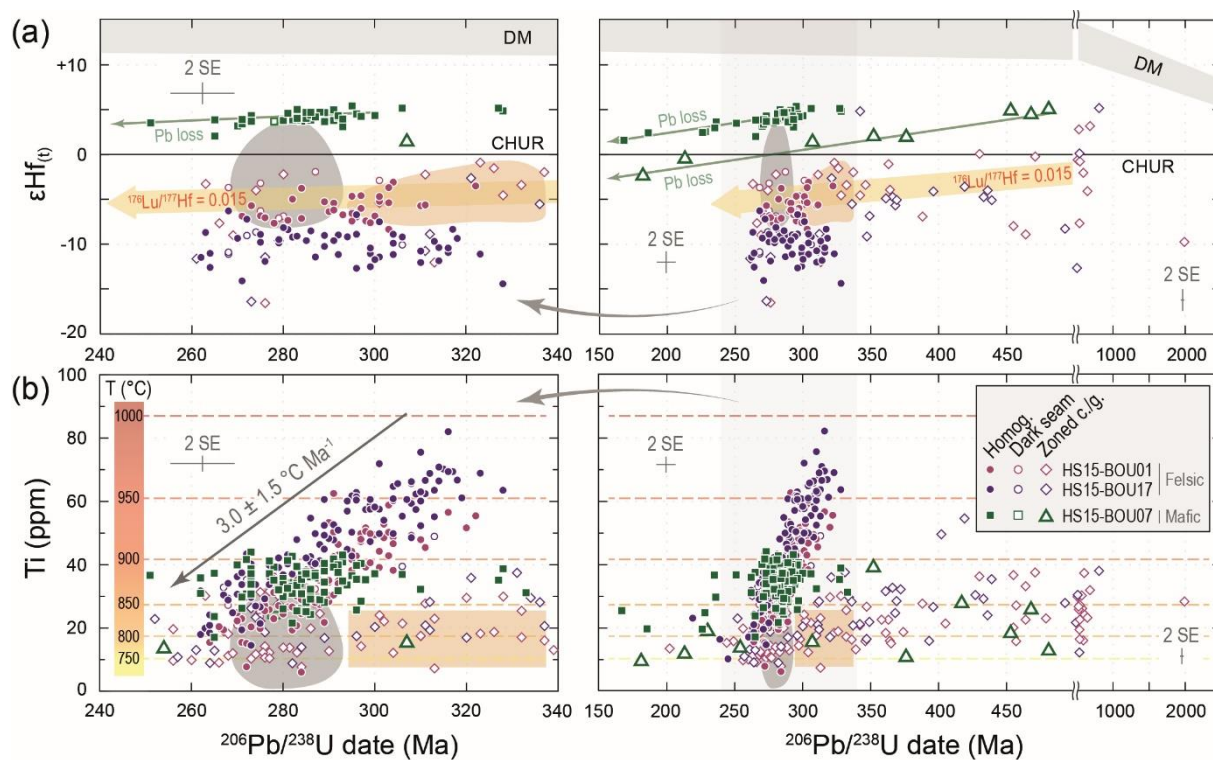 (a)
DM
+10
2 SE
Pb loss
0
CHUR
εHf(t)
¹⁷⁶Lu/¹⁷⁷Hf = 0.015
-10
-20
240 260 280 300 320 340
DM
Pb loss
Pb loss
CHUR
¹⁷⁶Lu/¹⁷⁷Hf = 0.015
2 SE
2 SE
150 200 250 300 350 400 450 1000 2000
(b)
100
T (°C)
1000
80
2 SE
3.0 ± 1.5 °C Ma⁻¹
60
950
Ti (ppm)
40
900
850
20
800
750
0
240 260 280 300 320 340
²⁰⁶Pb/²³⁸U date (Ma)
2 SE
Homog.
Dark seam
Zoned c./g.
HS15-BOU01
HS15-BOU17
Felsic
HS15-BOU07
Mafic
2 SE
150 200 250 300 350 400 450 1000 2000
²⁰⁶Pb/²³⁸U date (Ma)